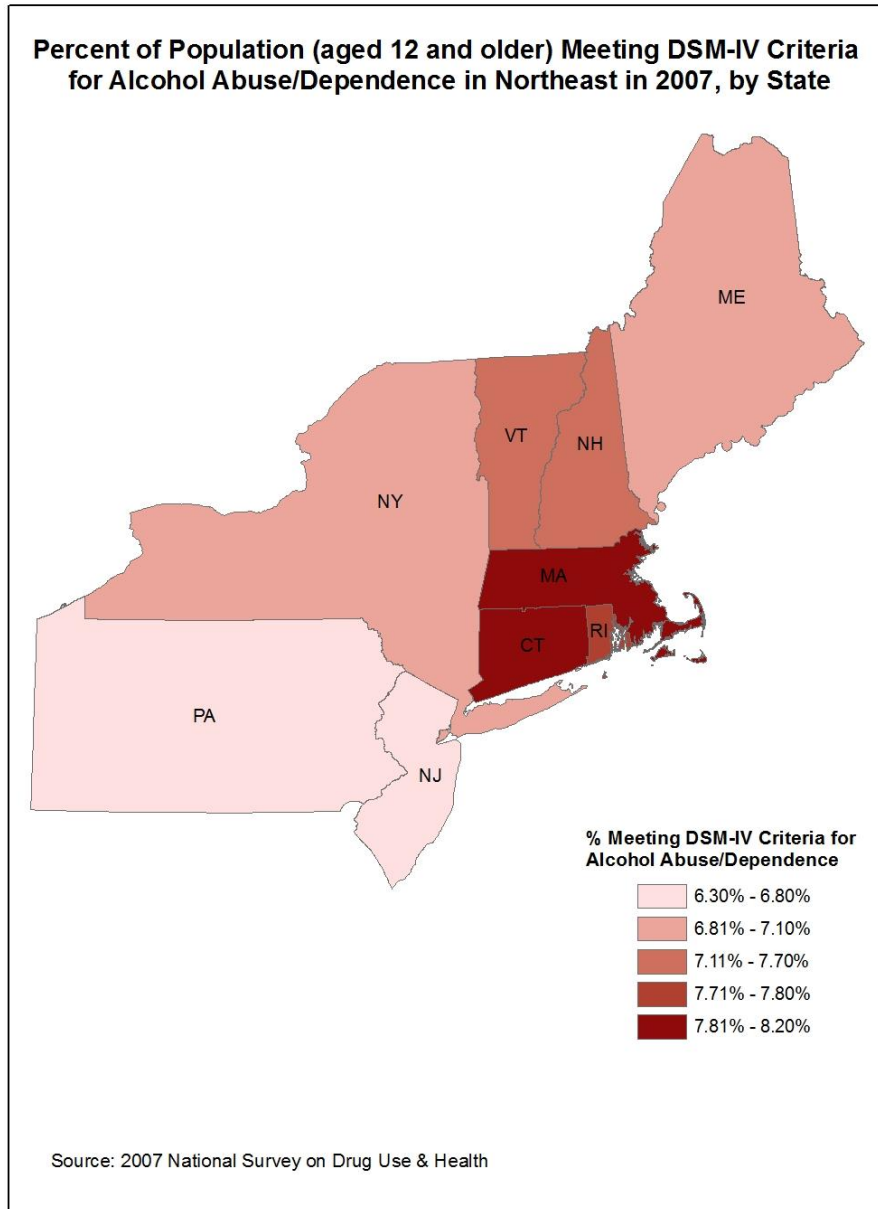 Percent of Population (aged 12 and older) Meeting DSM-IV Criteria
for Alcohol Abuse/Dependence in Northeast in 2007, by State
ME
VT
NH
NY
MA
CT
RI
PA
NJ
% Meeting DSM-IV Criteria for
Alcohol Abuse/Dependence
6.30% - 6.80%
6.81% - 7.10%
7.11% - 7.70%
7.71% - 7.80%
7.81% - 8.20%
Source: 2007 National Survey on Drug Use & Health